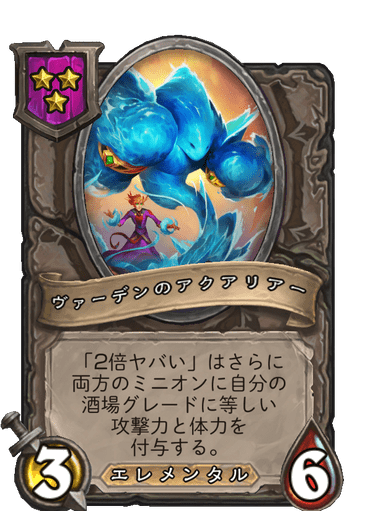 ヴァーデンのアクアリアー
「2倍ヤバい」はさらに
両方のミニオンに自分の
酒場グレードに等しい
攻撃力と体力を
付与する。
エレメンタル
3
6